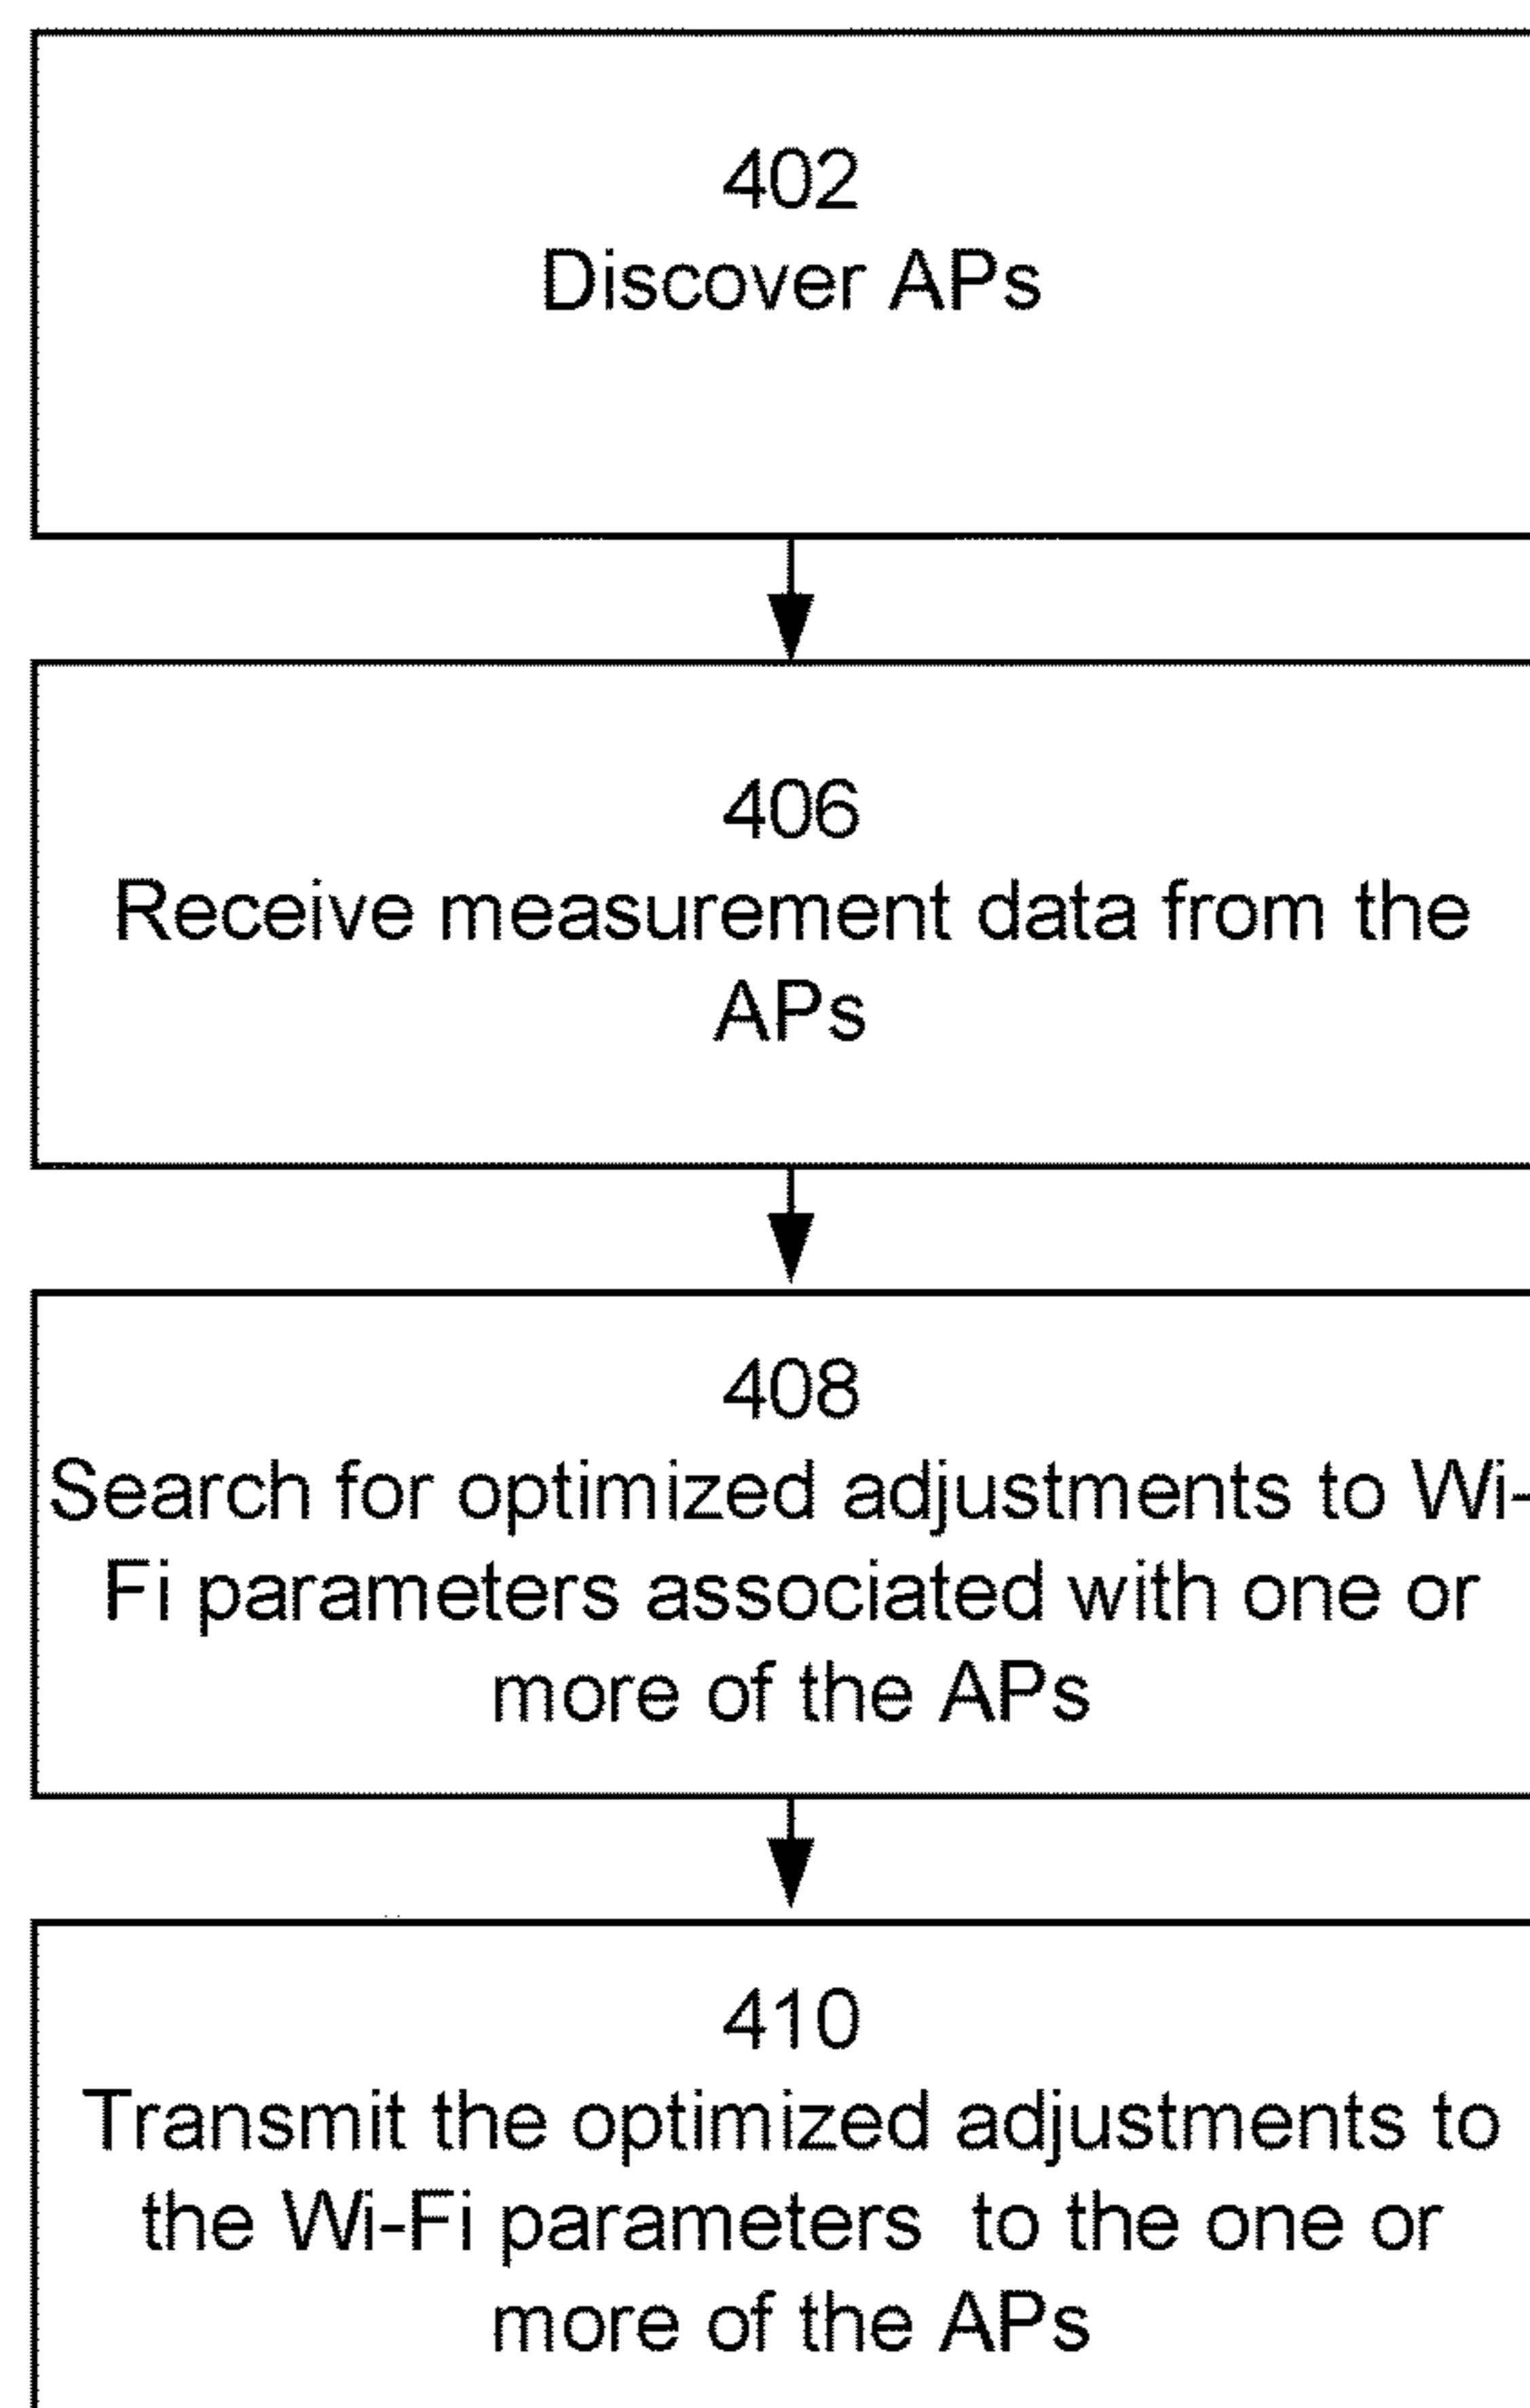 402
Discover APs
406
Receive measurement data from the
APs
408
Search for optimized adjustments to Wi-
Fi parameters associated with one or
more of the APs
410
Transmit the optimized adjustments to
the Wi-Fi parameters  to the one or
more of the APs